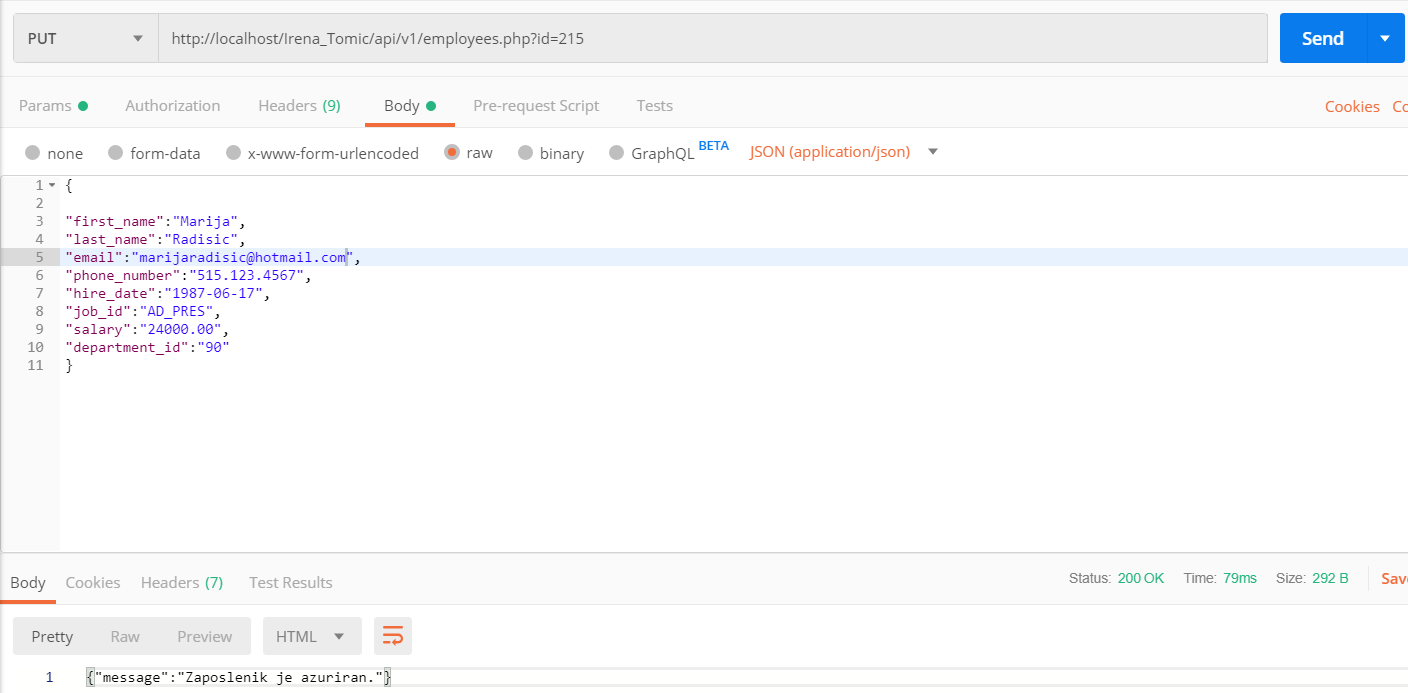 PUT http://localhost/Irena_Tomic/api/v1/employees.php?id=215 Send
Params Authorization Headers (9) Body Pre-request Script Tests Cookies Co
none form-data x-www-form-urlencoded raw binary GraphQL BETA JSON (application/json)
1 {
2
3 "first_name":"Marija",
4 "last_name":"Radisic",
5 "email":"marijaradisic@hotmail.com",
6 "phone_number":"515.123.4567",
7 "hire_date":"1987-06-17",
8 "job_id":"AD_PRES",
9 "salary":"24000.00",
10 "department_id":"90"
11 }
Body Cookies Headers (7) Test Results Status: 200 OK Time: 79ms Size: 292 B Sav
Pretty Raw Preview HTML
1 {"message":"Zaposlenik je azuriran."}